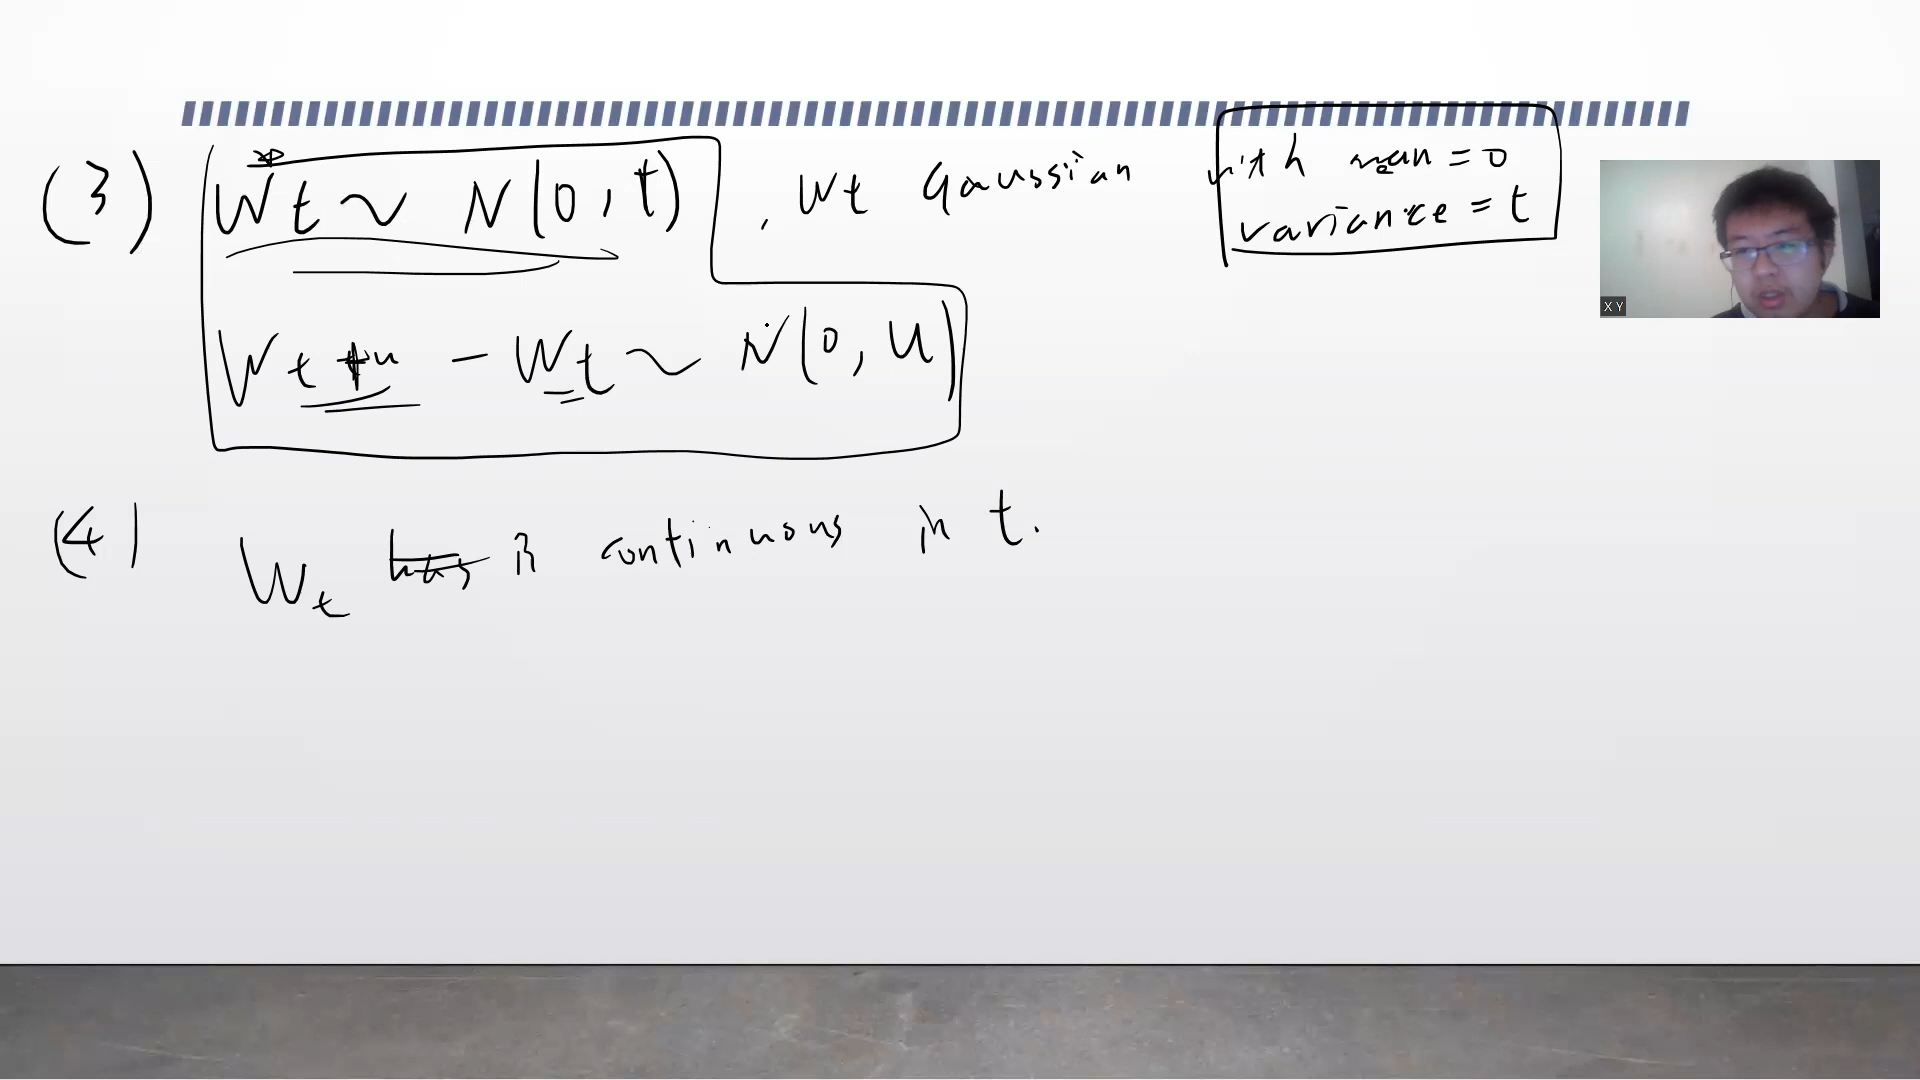 (3) Wt ~ N(0, t), Wt Gaussian with mean = 0
variance = t
Wt+u - Wt ~ N(0, u)
(4) Wt is continuous in t.
X Y